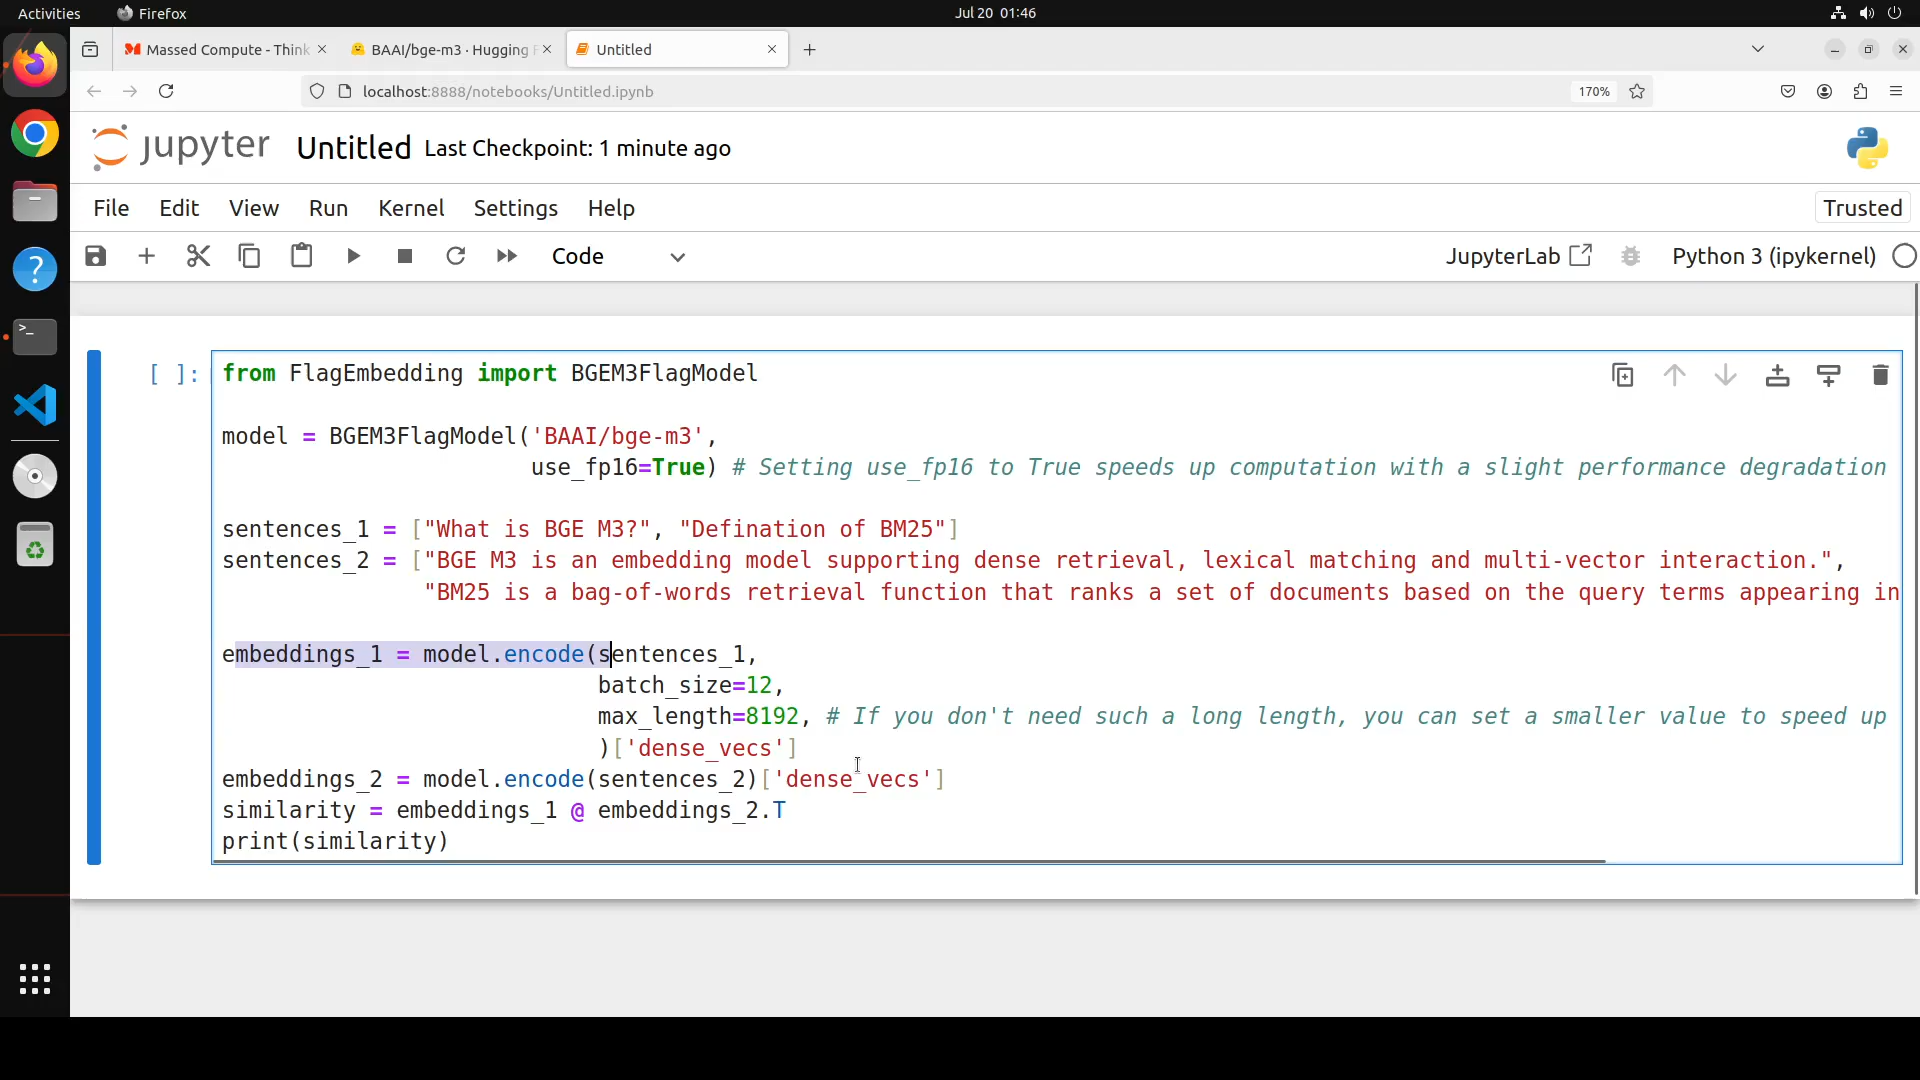 Activities
Firefox
Jul 20 01:46
Massed Compute - Think
BAAI/bge-m3 · Hugging F
Untitled
localhost:8888/notebooks/Untitled.ipynb
170%
jupyter
Untitled
Last Checkpoint: 1 minute ago
File
Edit
View
Run
Kernel
Settings
Help
Trusted
Code
JupyterLab
Python 3 (ipykernel)
[ ]:
from FlagEmbedding import BGEM3FlagModel
model = BGEM3FlagModel('BAAI/bge-m3',
use_fp16=True) # Setting use_fp16 to True speeds up computation with a slight performance degradation
sentences_1 = ["What is BGE M3?", "Defination of BM25"]
sentences_2 = ["BGE M3 is an embedding model supporting dense retrieval, lexical matching and multi-vector interaction.",
"BM25 is a bag-of-words retrieval function that ranks a set of documents based on the query terms appearing in
embeddings_1 = model.encode(sentences_1,
batch_size=12,
max_length=8192, # If you don't need such a long length, you can set a smaller value to speed up
)['dense_vecs']
embeddings_2 = model.encode(sentences_2)['dense_vecs']
similarity = embeddings_1 @ embeddings_2.T
print(similarity)